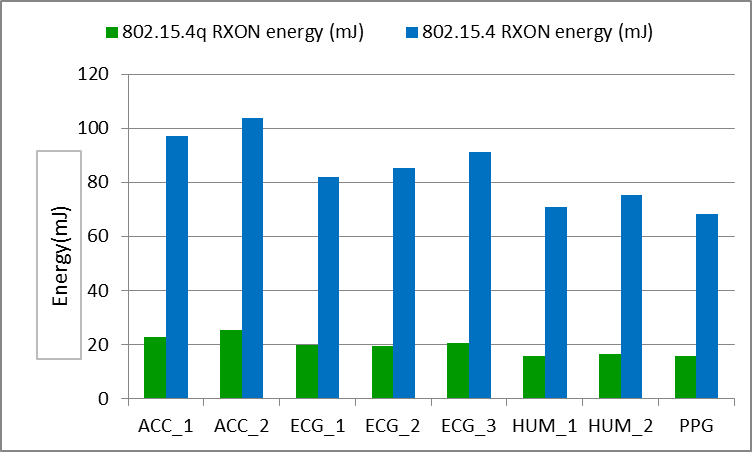 802.15.4q RXON energy (mJ) 802.15.4 RXON energy (mJ)
120
100
80
60
40
20
0
Energy(mJ)
ACC_1 ACC_2 ECG_1 ECG_2 ECG_3 HUM_1 HUM_2 PPG